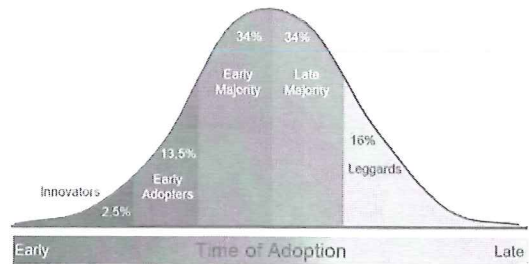 34%
34%
Early
Majority
Late
Majority
13,5%
Early
Adopters
16%
Leggards
Innovators
2.5%
Early
Time of Adoption
Late